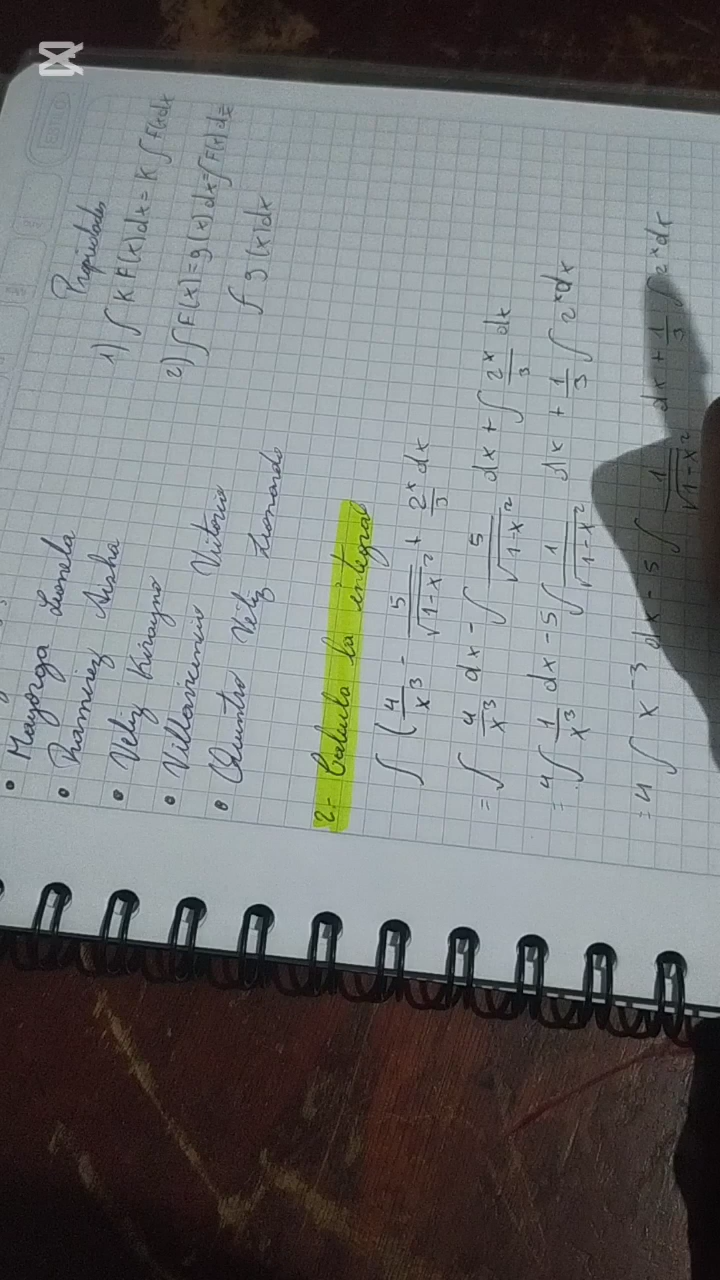 Propiedades
1) ∫ K F(x) dx = K ∫ F(x) dx
2) ∫ F(x) = g(x) dx = ∫ F(x) dx =
∫ g(x) dx
• Mayorga Leonela
• Ramirez Aisha
• Veliz
• Villavicencio Vitoria
• Veliz Leonardo
2.- Calcula la integral
∫ ( 4/x³ - 5/√1-x² + 2ˣ/3 dx
= ∫ 4/x³ dx - ∫ 5/√1-x² dx + ∫ 2ˣ/3 dx
= 4 ∫ 1/x³ dx - 5 ∫ 1/√1-x² dx + 1/3 ∫ 2ˣ dx
= 4 ∫ x⁻³ dx - 5 ∫ 1/√1-x² dx + 1/3 ∫ 2ˣ dx